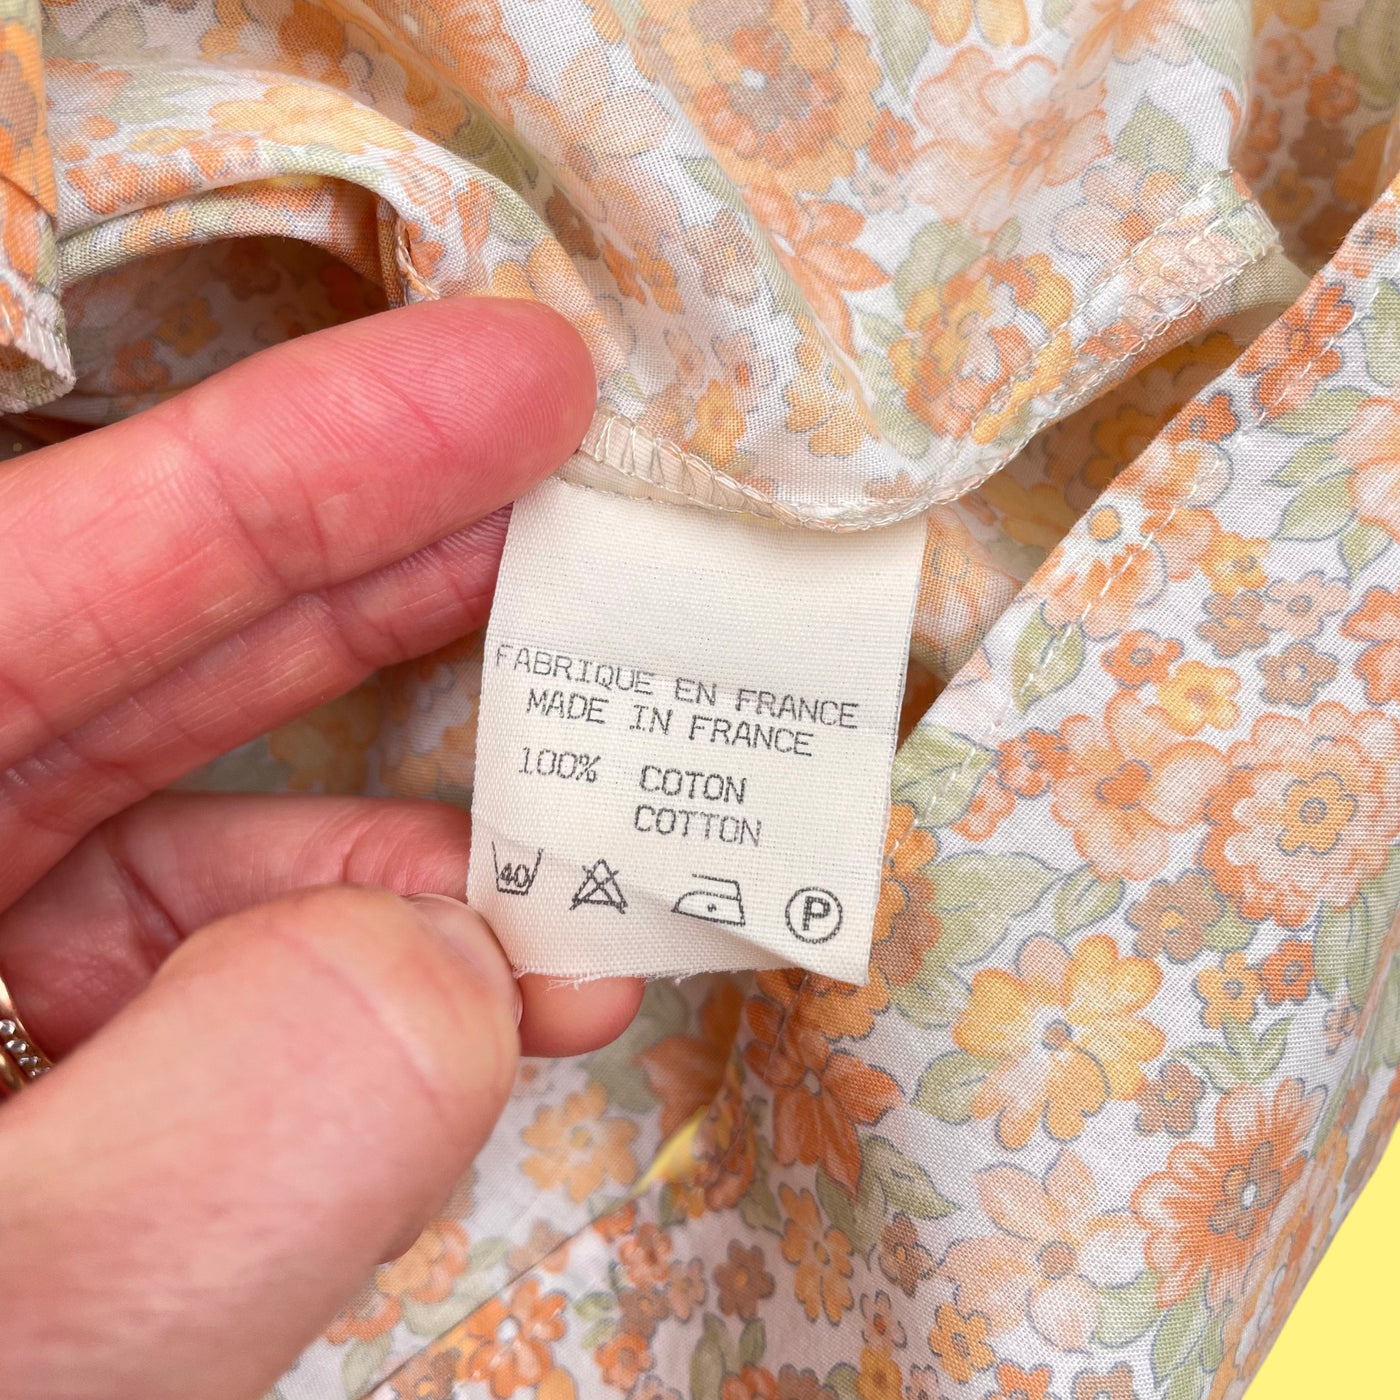 FABRIQUE EN FRANCE
MADE IN FRANCE
100% COTON
COTTON
40 P